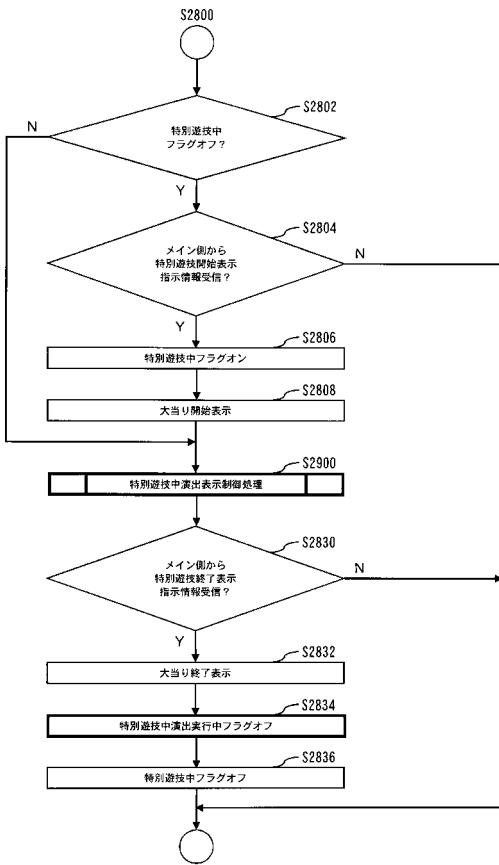 S2800
S2802
特別遊技中
フラグオフ？
N
Y
S2804
メイン側から
特別遊技開始表示
指示情報受信？
N
Y
S2806
特別遊技中フラグオン
S2808
大当り開始表示
S2900
特別遊技中演出表示制御処理
S2830
メイン側から
特別遊技終了表示
指示情報受信？
N
Y
S2832
大当り終了表示
S2834
特別遊技中演出実行中フラグオフ
S2836
特別遊技中フラグオフ